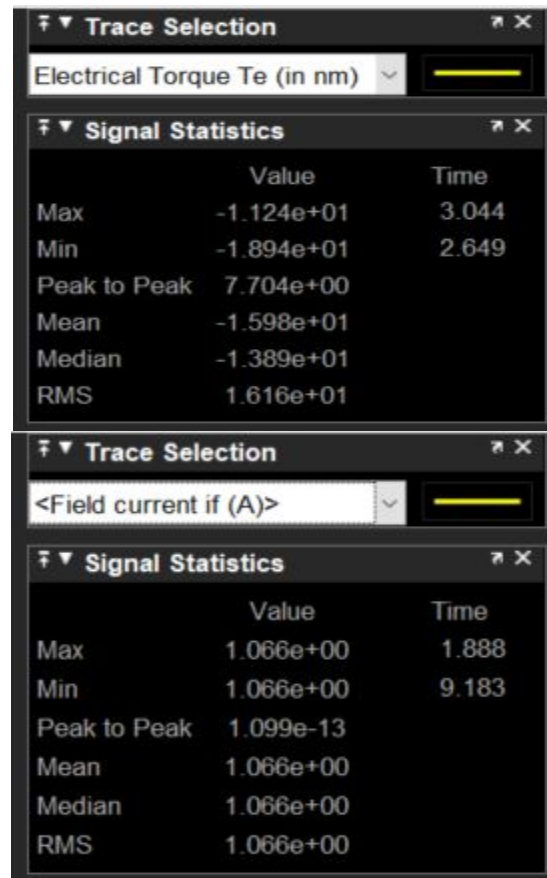 Trace Selection
Electrical Torque Te (in nm)
Signal Statistics
Value Time
Max -1.124e+01 3.044
Min -1.894e+01 2.649
Peak to Peak 7.704e+00
Mean -1.598e+01
Median -1.389e+01
RMS 1.616e+01
Trace Selection
<Field current if (A)>
Signal Statistics
Value Time
Max 1.066e+00 1.888
Min 1.066e+00 9.183
Peak to Peak 1.099e-13
Mean 1.066e+00
Median 1.066e+00
RMS 1.066e+00